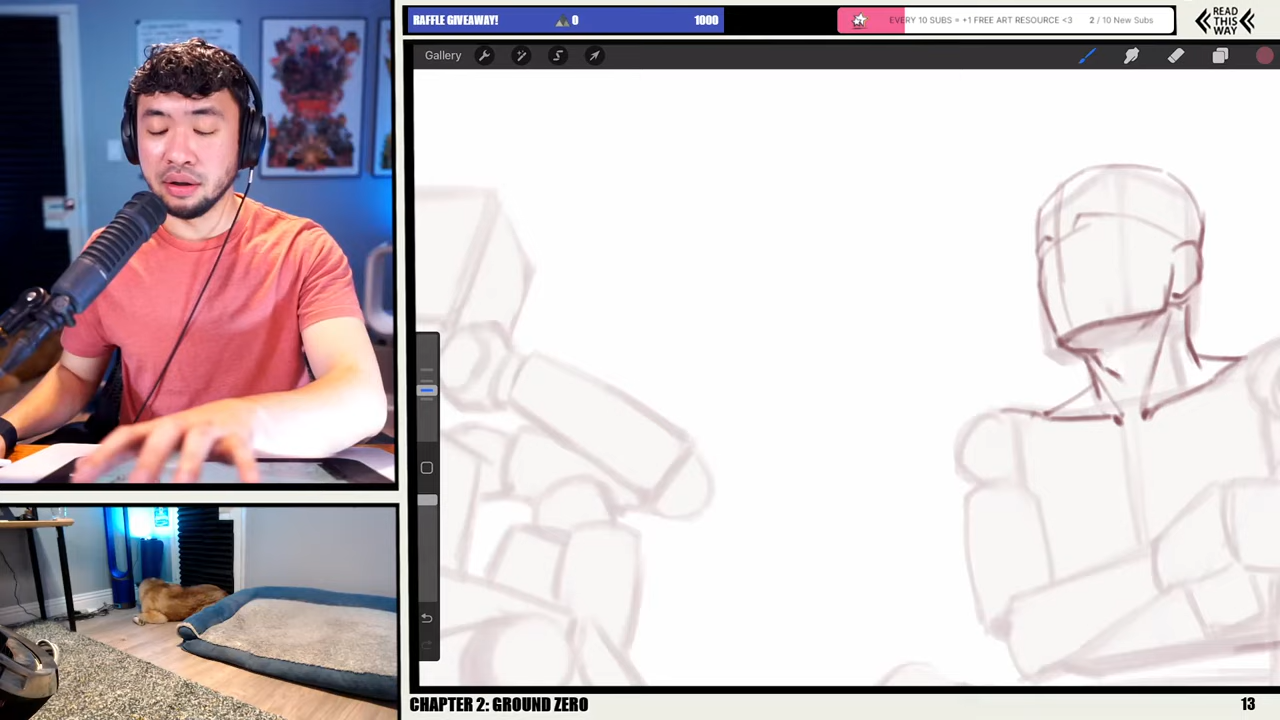 RAFFLE GIVEAWAY! 0 1000
EVERY 10 SUBS = +1 FREE ART RESOURCE <3 2 / 10 New Subs
READ
THIS
WAY
Gallery
CHAPTER 2: GROUND ZERO 13